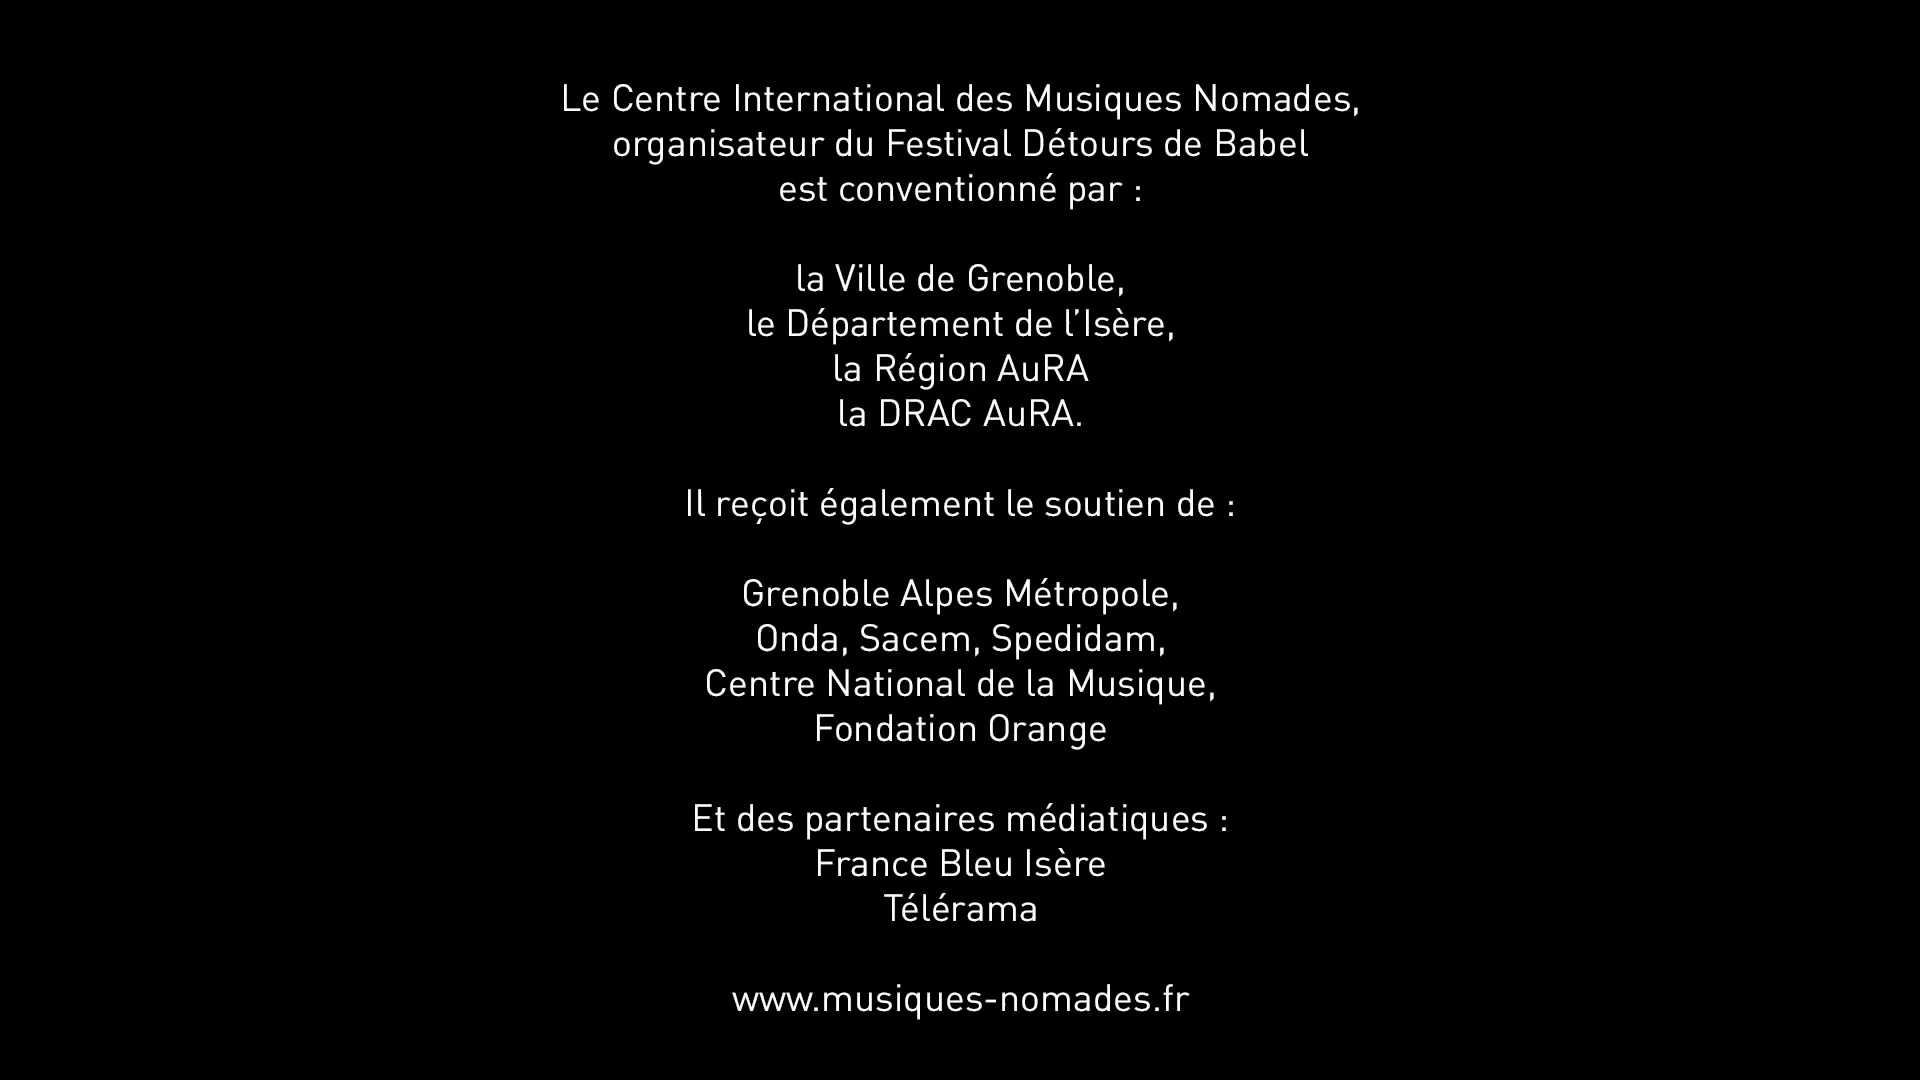 Le Centre International des Musiques Nomades,
organisateur du Festival Détours de Babel
est conventionné par :
la Ville de Grenoble,
le Département de l’Isère,
la Région AuRA
la DRAC AuRA.
Il reçoit également le soutien de :
Grenoble Alpes Métropole,
Onda, Sacem, Spedidam,
Centre National de la Musique,
Fondation Orange
Et des partenaires médiatiques :
France Bleu Isère
Télérama
www.musiques-nomades.fr